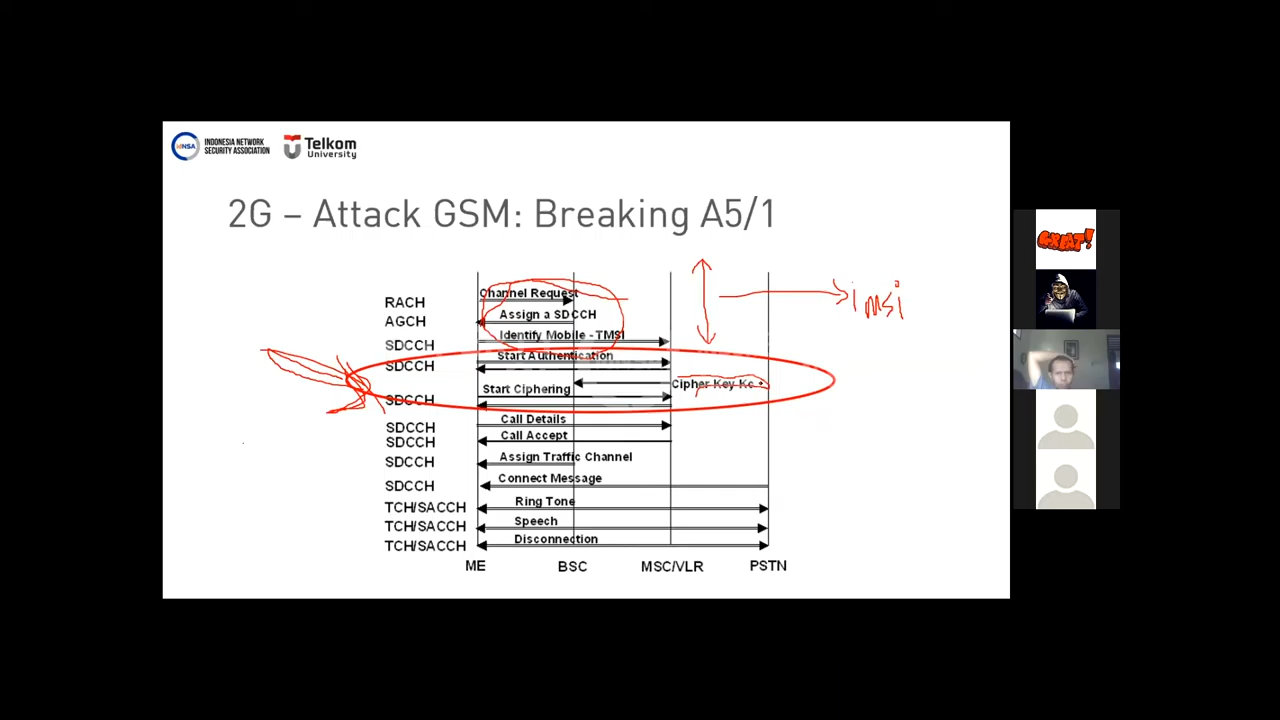 INDONESIA NETWORK
SECURITY ASSOCIATION
Telkom
University
2G – Attack GSM: Breaking A5/1
RACH
Channel Request
AGCH
Assign a SDCCH
SDCCH
Identify Mobile - TMSI
SDCCH
Start Authentication
Cipher Key Kc
SDCCH
Start Ciphering
SDCCH
Call Details
SDCCH
Call Accept
SDCCH
Assign Traffic Channel
SDCCH
Connect Message
TCH/SACCH
Ring Tone
TCH/SACCH
Speech
TCH/SACCH
Disconnection
ME
BSC
MSC/VLR
PSTN
imsi
GREAT!